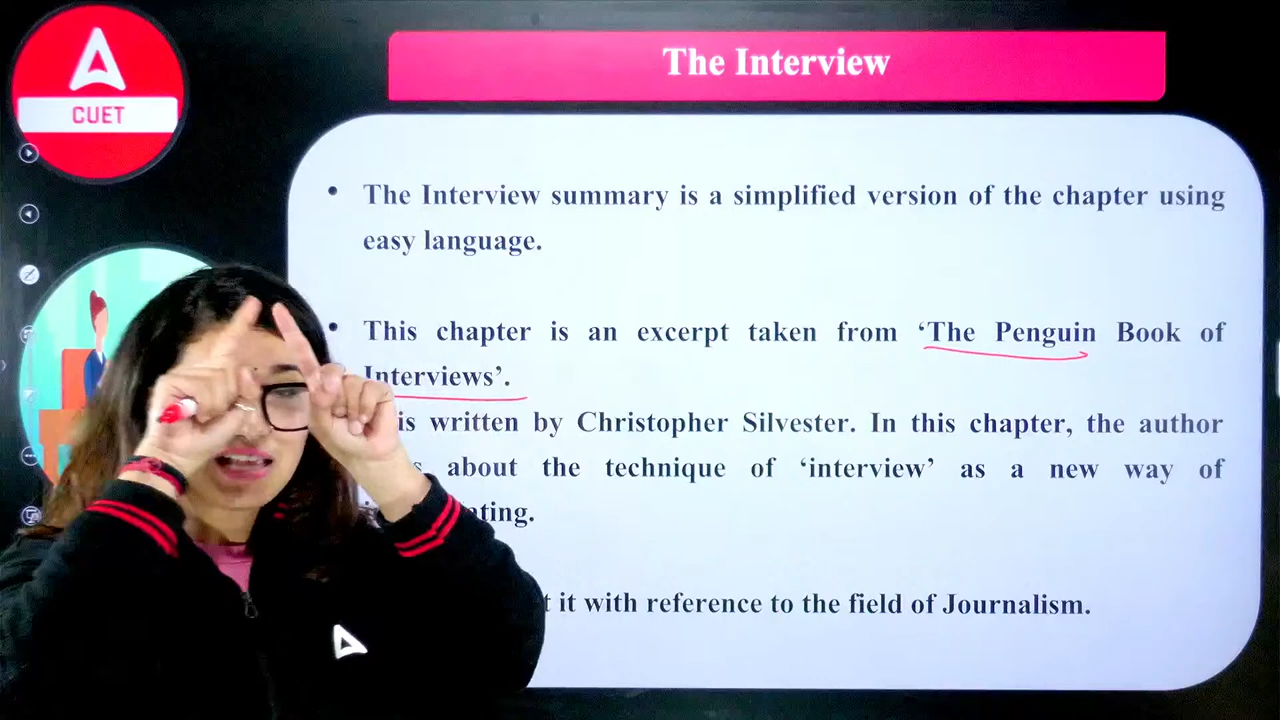 CUET
The Interview
• The Interview summary is a simplified version of the chapter using
easy language.
• This chapter is an excerpt taken from ‘The Penguin Book of
Interviews’.
is written by Christopher Silvester. In this chapter, the author
about the technique of ‘interview’ as a new way of
it with reference to the field of Journalism.